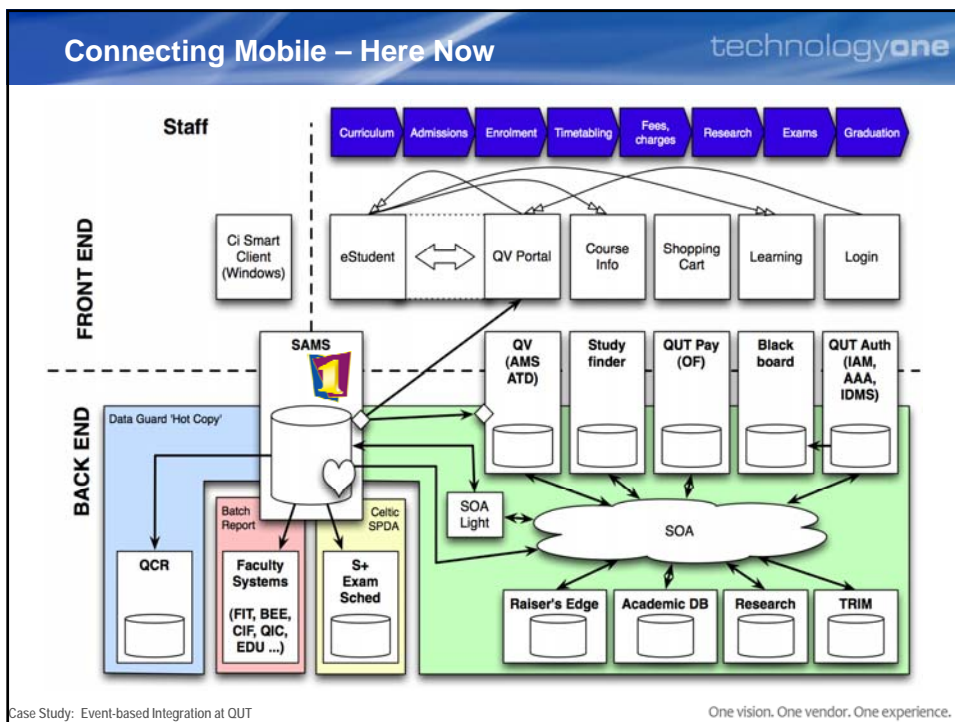 Connecting Mobile – Here Now
technologyone
Staff
Curriculum
Admissions
Enrolment
Timetabling
Fees,
charges
Research
Exams
Graduation
FRONT END
Ci Smart
Client
(Windows)
eStudent
QV Portal
Course
Info
Shopping
Cart
Learning
Login
SAMS
1
QV
(AMS
ATD)
Study
finder
QUT Pay
(OF)
Black
board
QUT Auth
(IAM,
AAA,
IDMS)
BACK END
Data Guard 'Hot Copy'
Batch
Report
Celtic
SPDA
SOA
Light
SOA
QCR
Faculty
Systems
(FIT, BEE,
CIF, QIC,
EDU ...)
S+
Exam
Sched
Raiser's Edge
Academic DB
Research
TRIM
Case Study: Event-based Integration at QUT
One vision. One vendor. One experience.